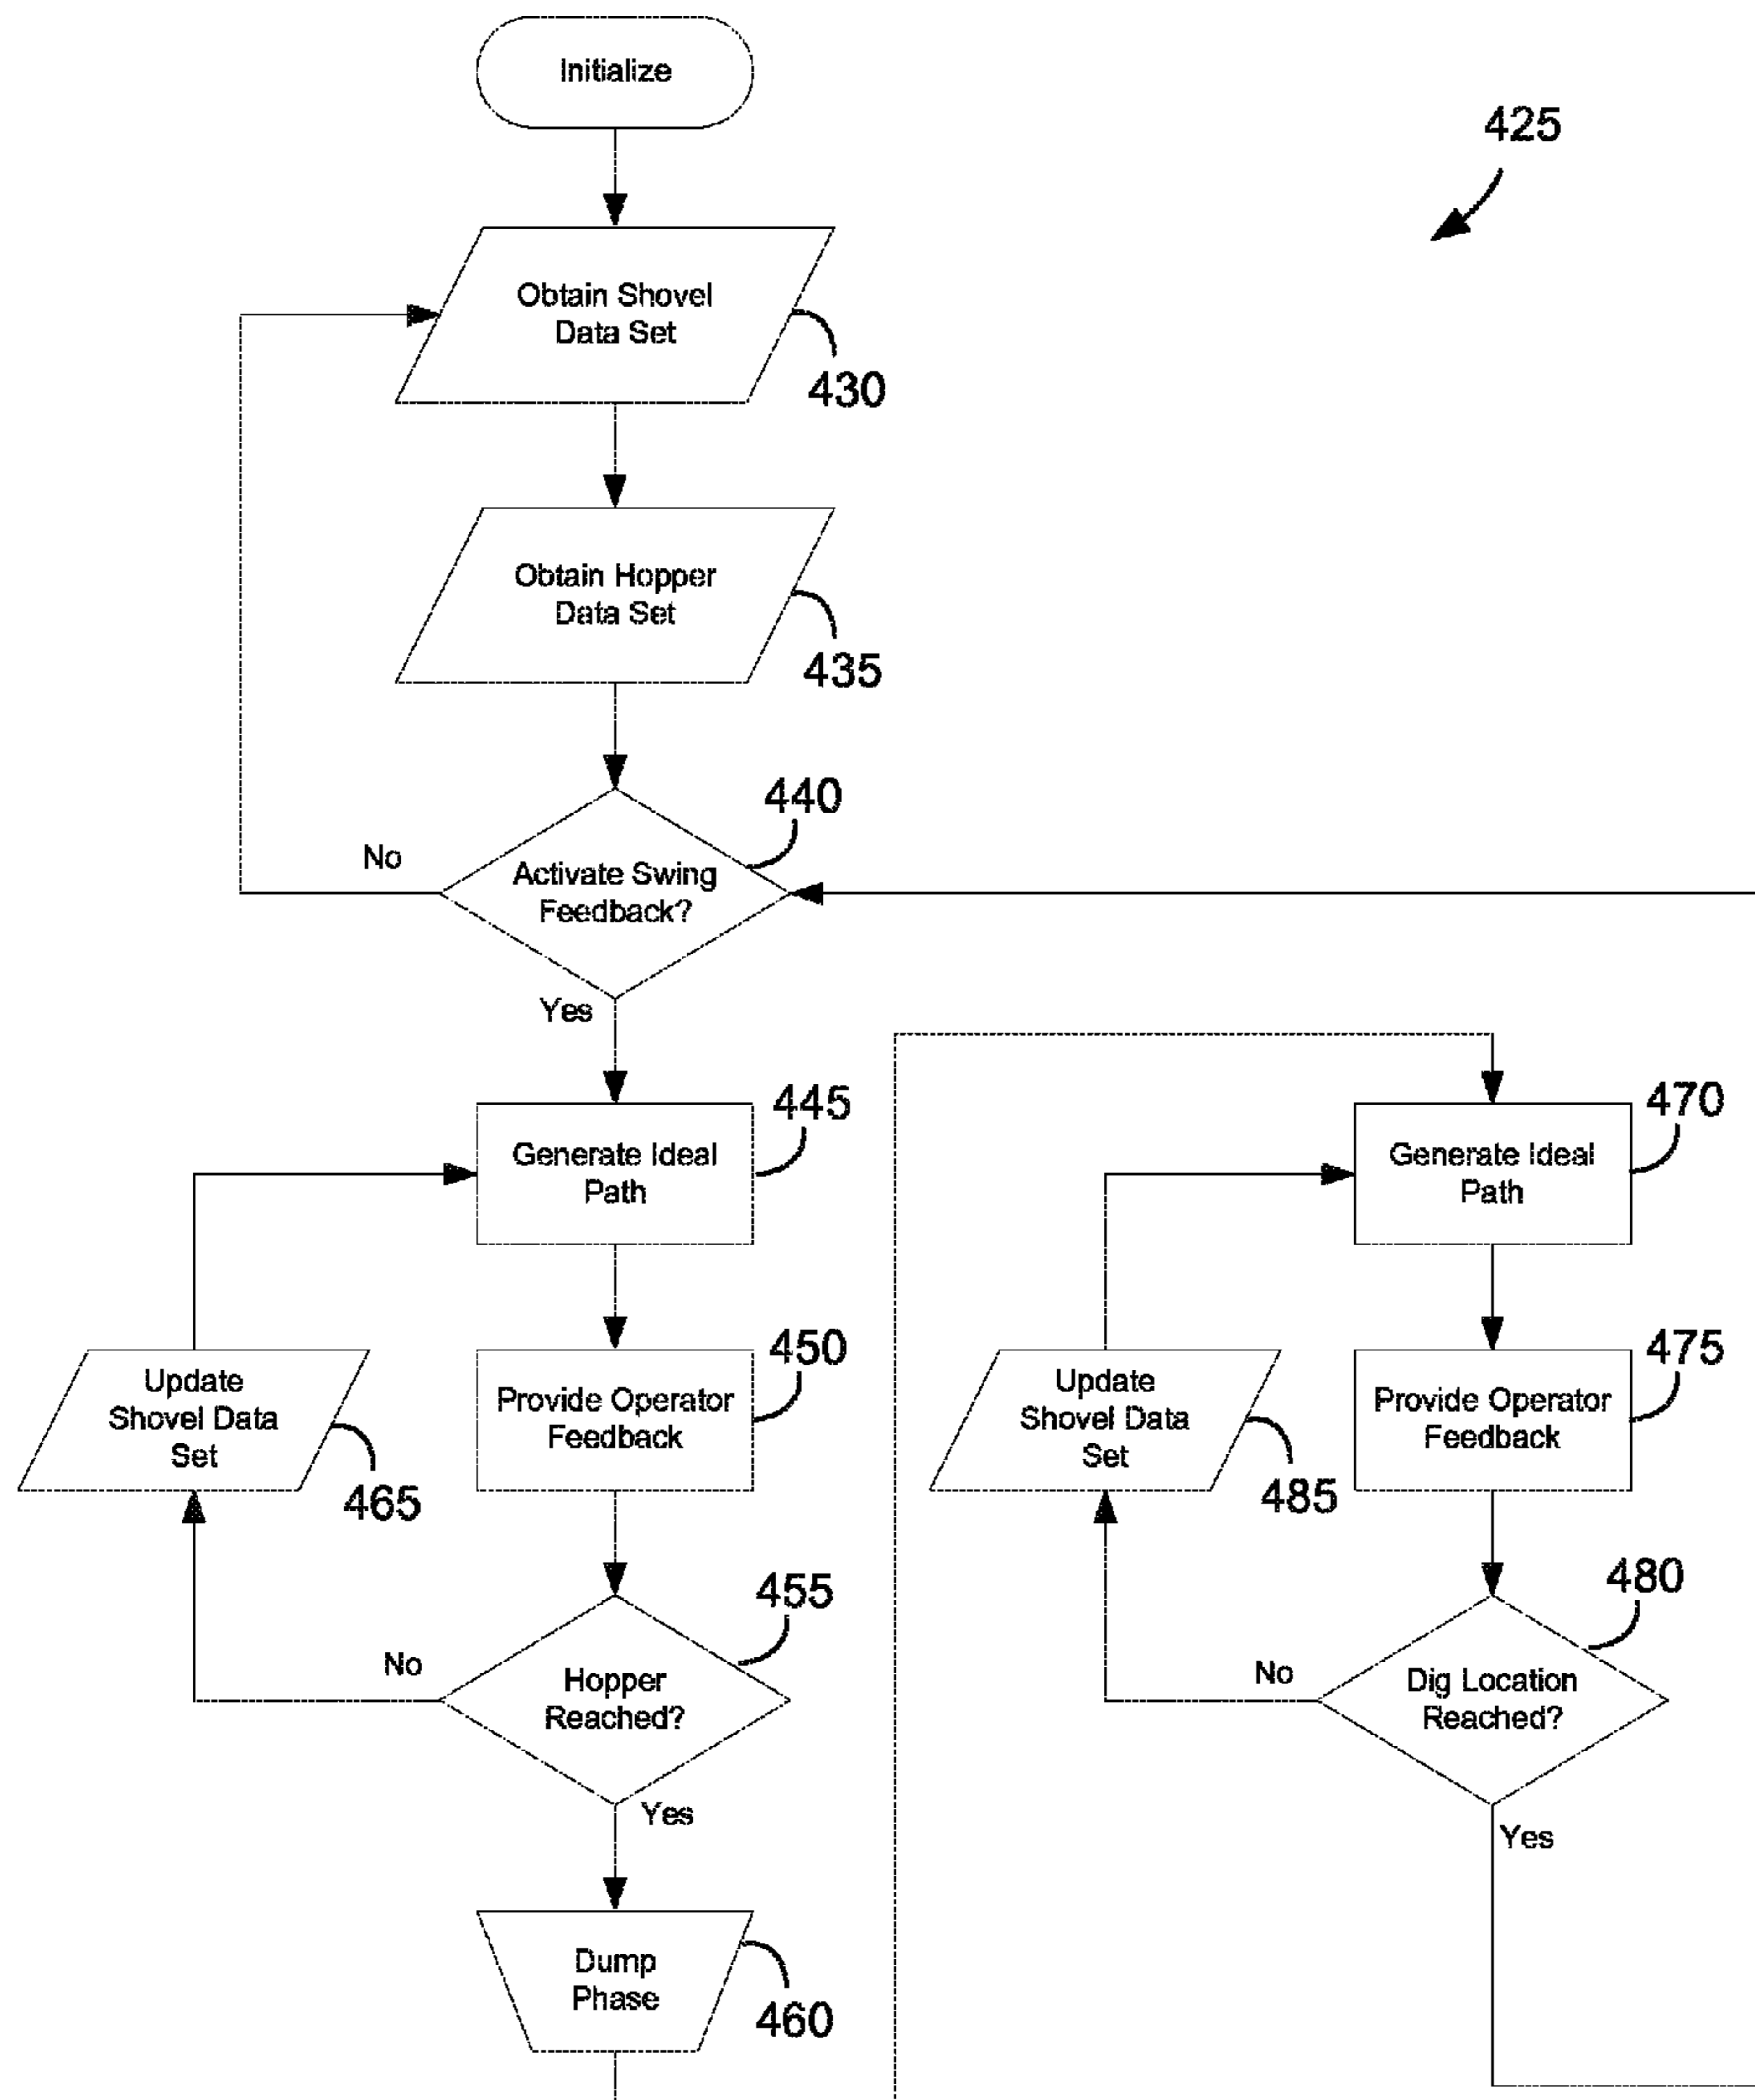 Initialize
425
Obtain Shovel
Data Set
430
Obtain Hopper
Data Set
435
440
Activate Swing
Feedback?
No
Yes
445
Generate Ideal
Path
450
Provide Operator
Feedback
Update
Shovel Data
Set
465
455
Hopper
Reached?
No
Yes
Dump
Phase
460
470
Generate Ideal
Path
475
Provide Operator
Feedback
Update
Shovel Data
Set
485
480
Dig Location
Reached?
No
Yes